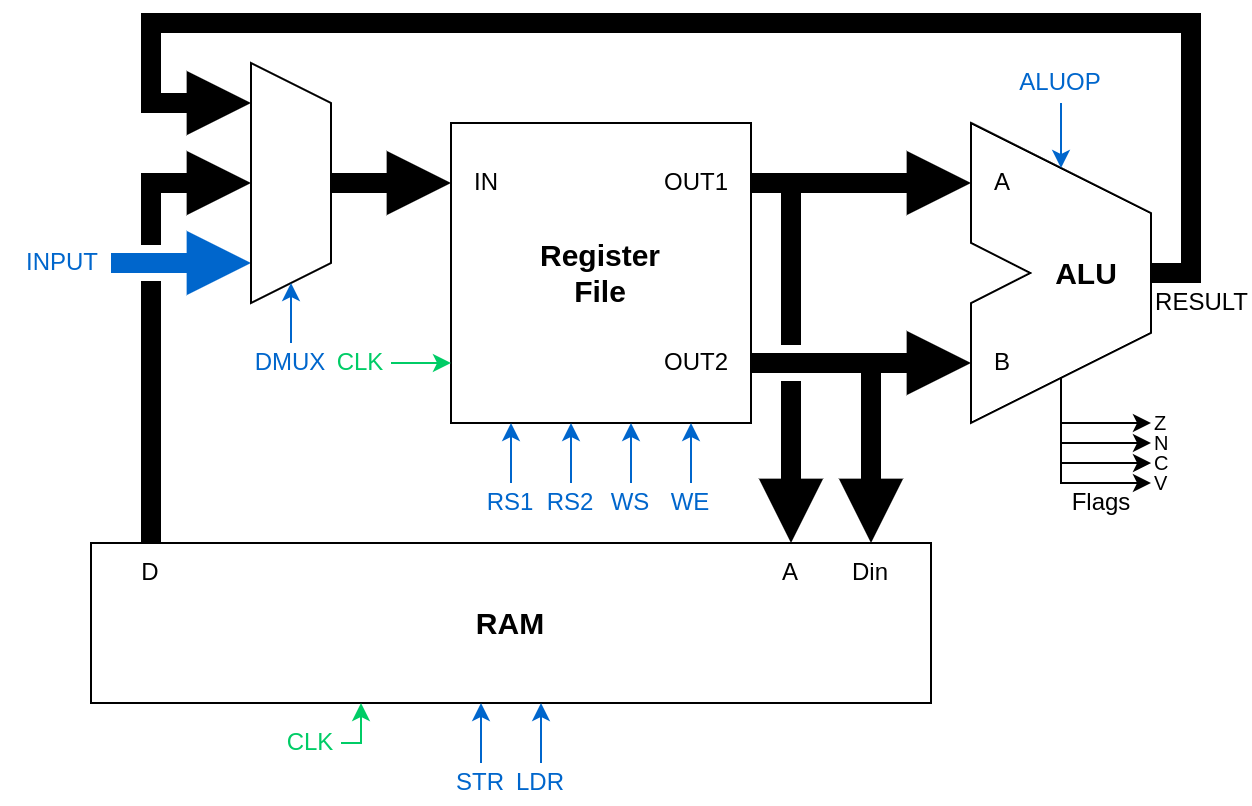 ALUOP
IN
OUT1
A
INPUT
Register
File
ALU
RESULT
DMUX
CLK
OUT2
B
Z
N
C
V
Flags
RS1
RS2
WS
WE
D
A
Din
RAM
CLK
STR
LDR